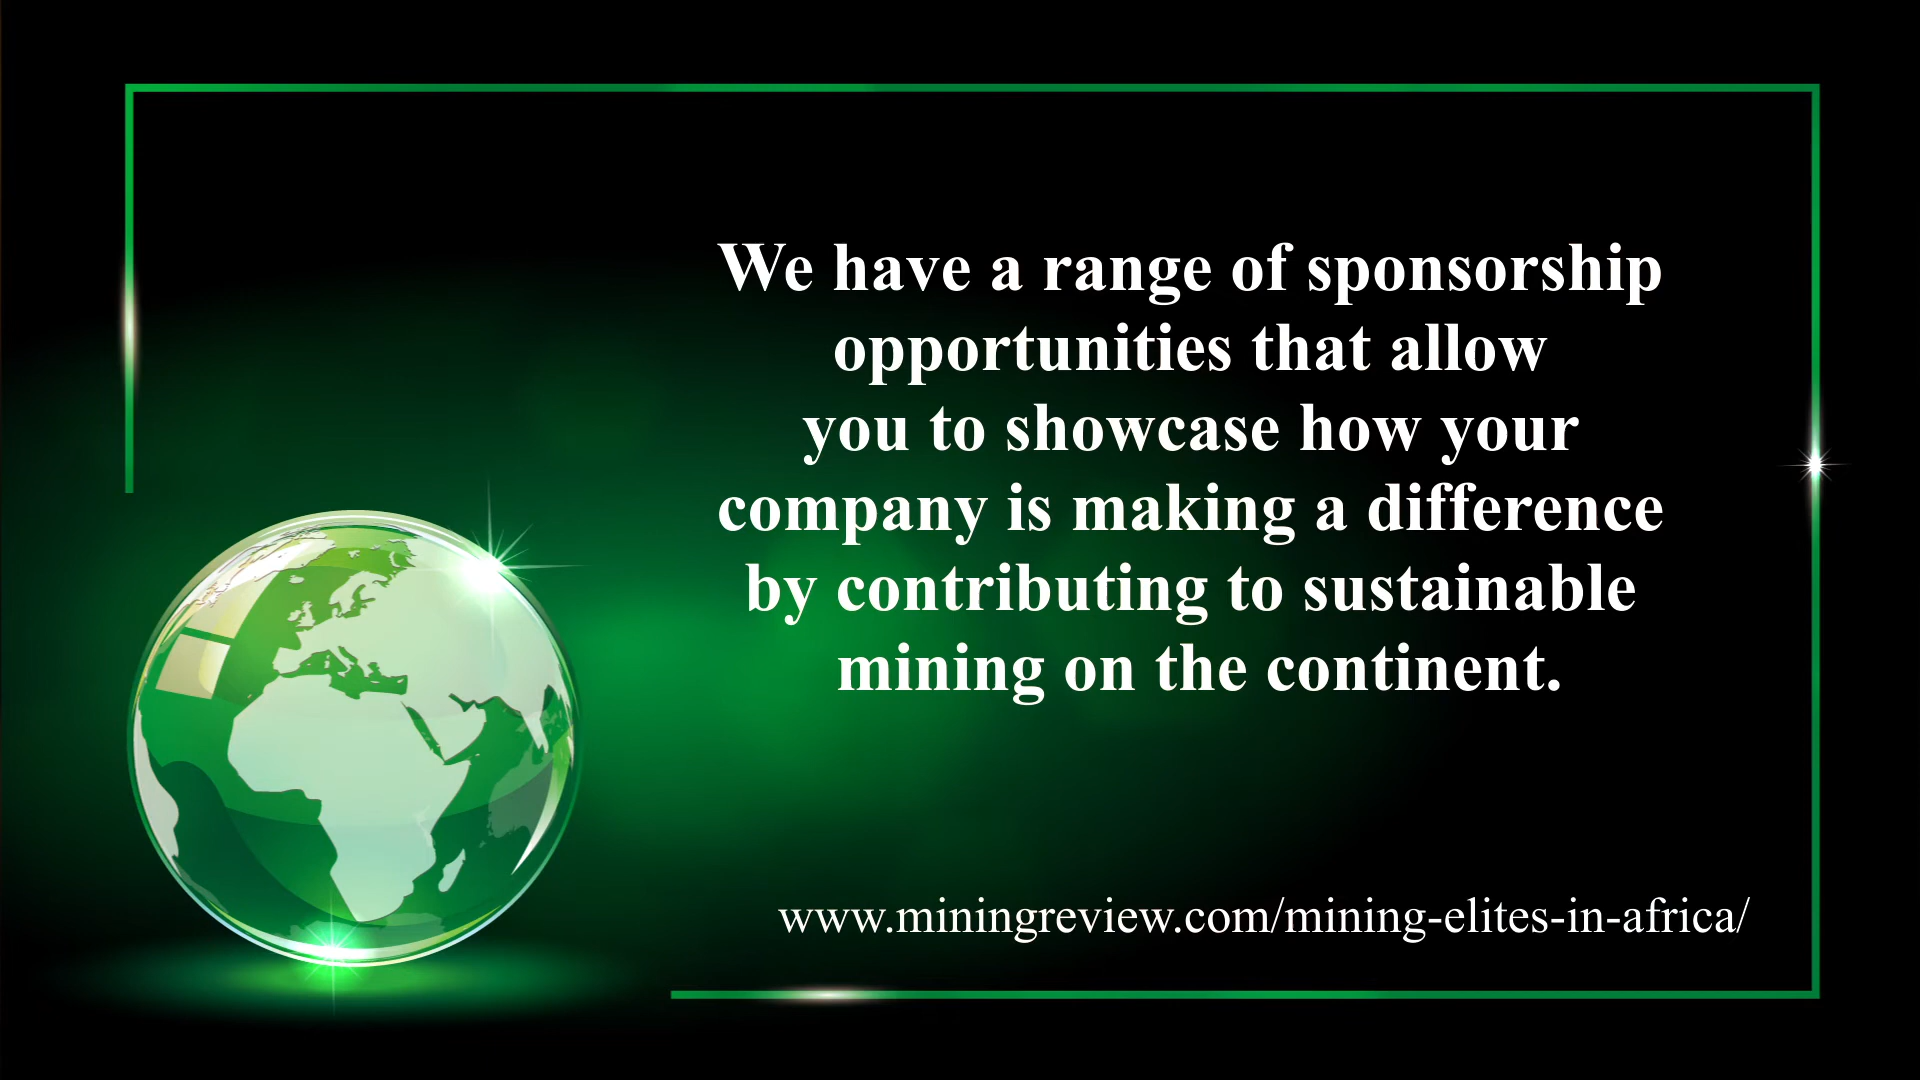 We have a range of sponsorship
opportunities that allow
you to showcase how your
company is making a difference
by contributing to sustainable
mining on the continent.
www.miningreview.com/mining-elites-in-africa/